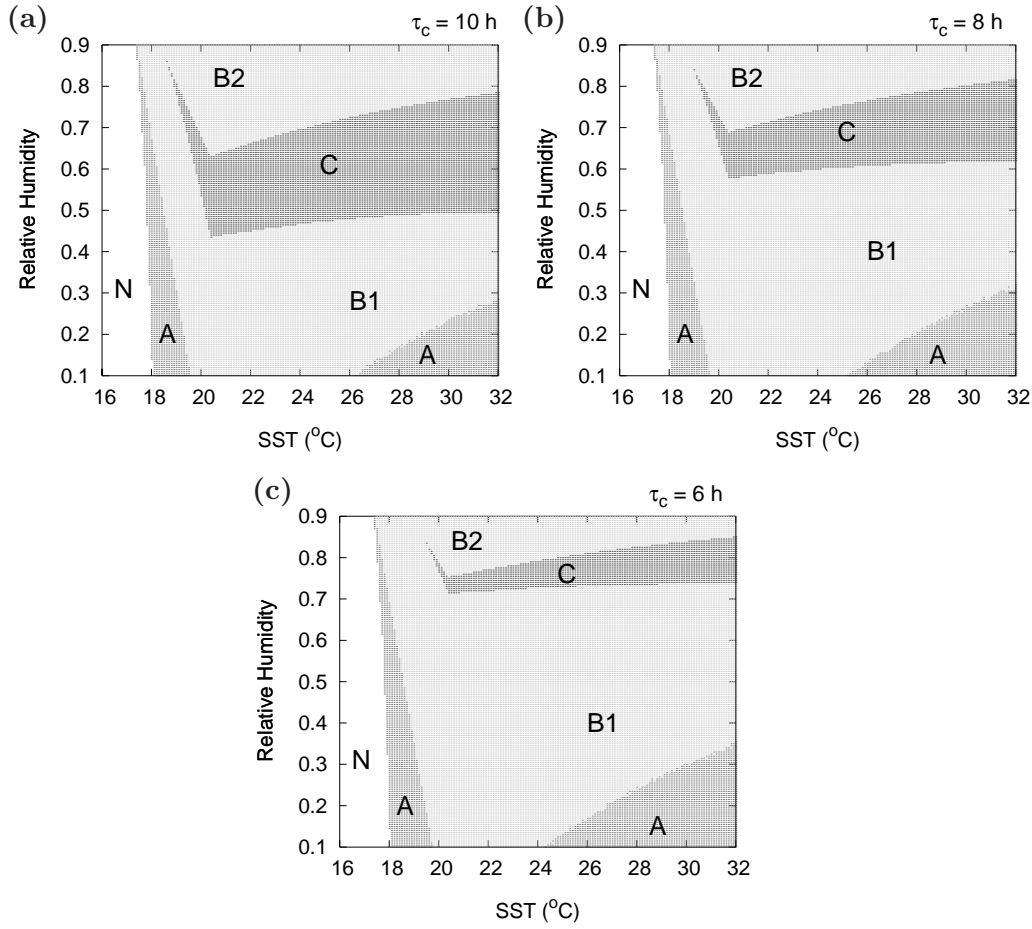 (a)
τc = 10 h
0.9
0.8
0.7
0.6
0.5
0.4
0.3
0.2
0.1
Relative Humidity
B2
C
N
B1
A
A
16 18 20 22 24 26 28 30 32
SST (°C)
(b)
τc = 8 h
0.9
0.8
0.7
0.6
0.5
0.4
0.3
0.2
0.1
Relative Humidity
B2
C
B1
N
A
A
16 18 20 22 24 26 28 30 32
SST (°C)
(c)
τc = 6 h
0.9
0.8
0.7
0.6
0.5
0.4
0.3
0.2
0.1
Relative Humidity
B2
C
B1
N
A
A
16 18 20 22 24 26 28 30 32
SST (°C)